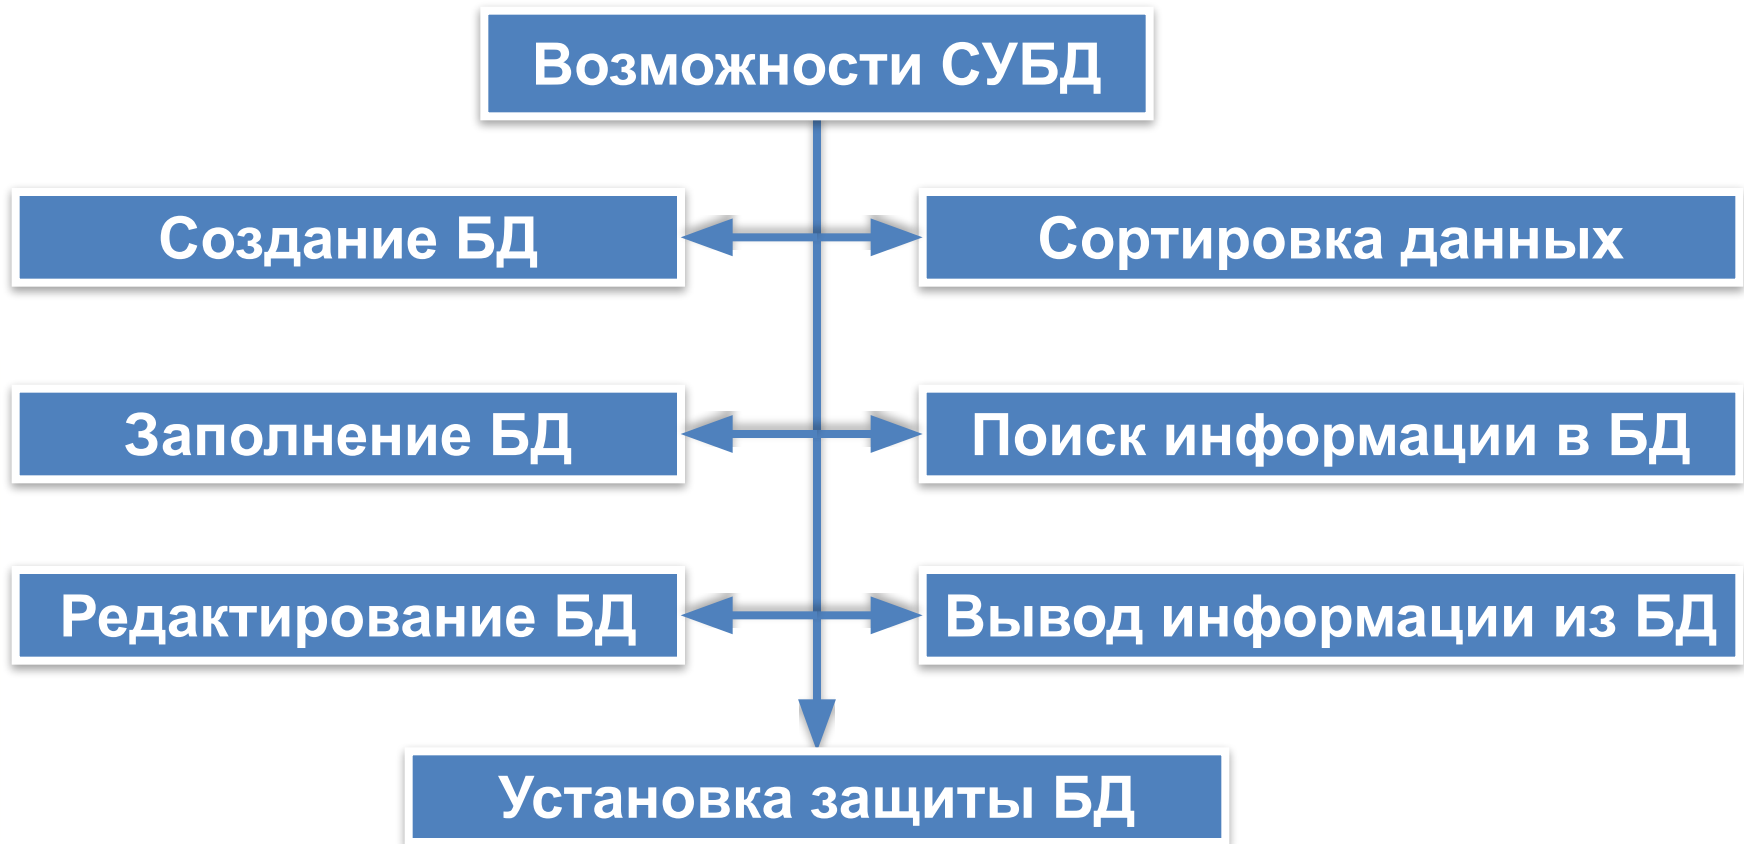 Возможности СУБД
Создание БД
Сортировка данных
Заполнение БД
Поиск информации в БД
Редактирование БД
Вывод информации из БД
Установка защиты БД